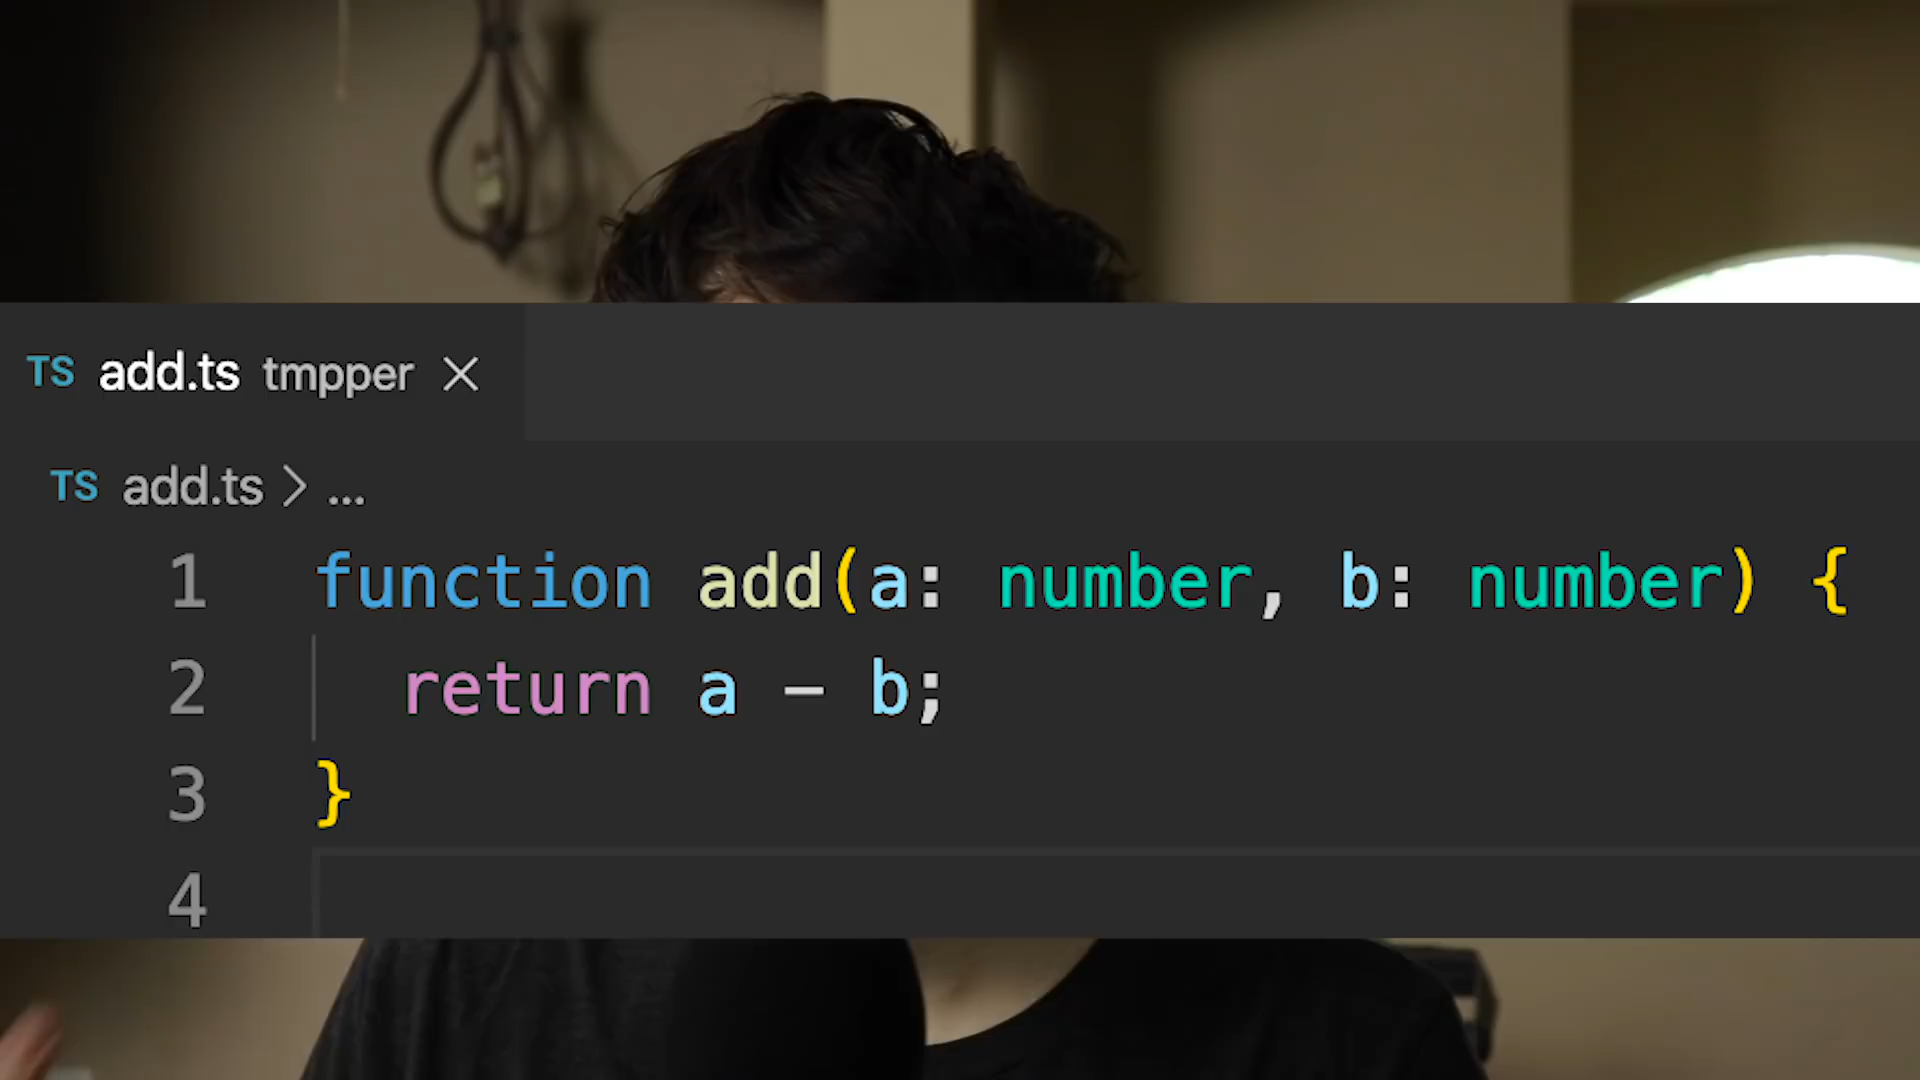 TS add.ts tmpper ×
TS add.ts > ...
1 function add(a: number, b: number) {
2   return a - b;
3 }
4